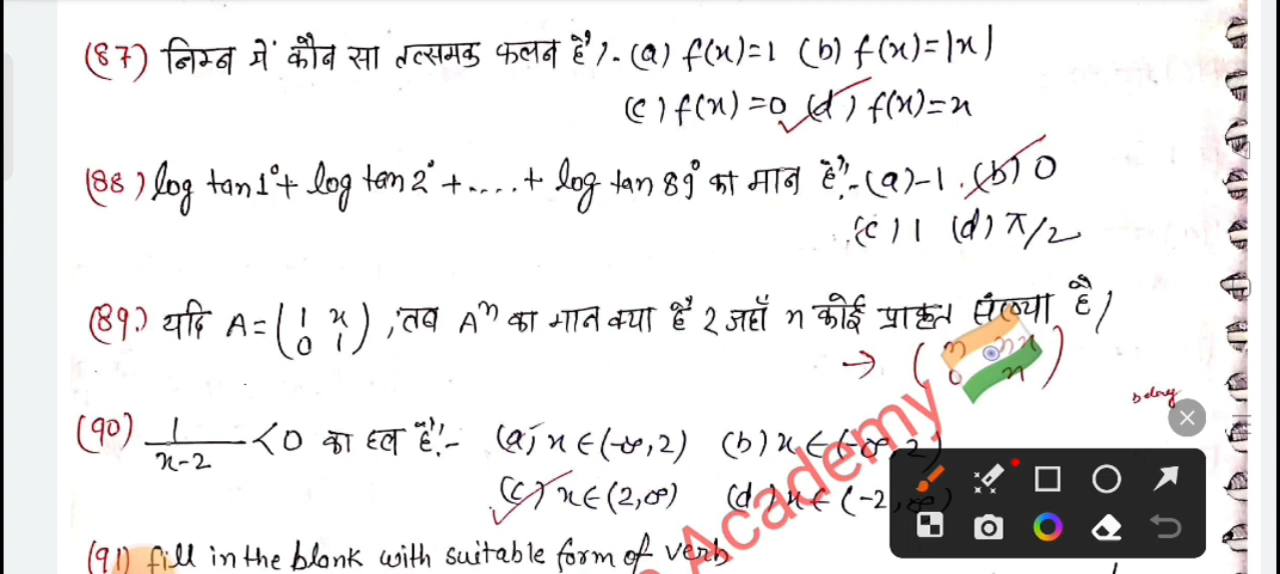 (87) निम्न में कौन सा तत्समक फलन है?- (a) f(x)=1 (b) f(x)=|x|
(c) f(x)=0 (d) f(x)=x
(88) log tan1°+ log tan2°+.....+ log tan 89° का मान है:- (a)-1 (b) 0
(c) 1 (d) π/2
(89) यदि A=(1 x
0 1), तब Aⁿ का मान क्या है ? जहाँ n कोई प्राकृत संख्या है/
→ (
(90) 1/x-2 <0 का हल है:- (a) x∈(-∞,2) (b) x∈(-∞,2)
(c) x∈(2,∞) (d) x∈(-2,∞)
(91) fill in the blank with suitable form of verb
Academy